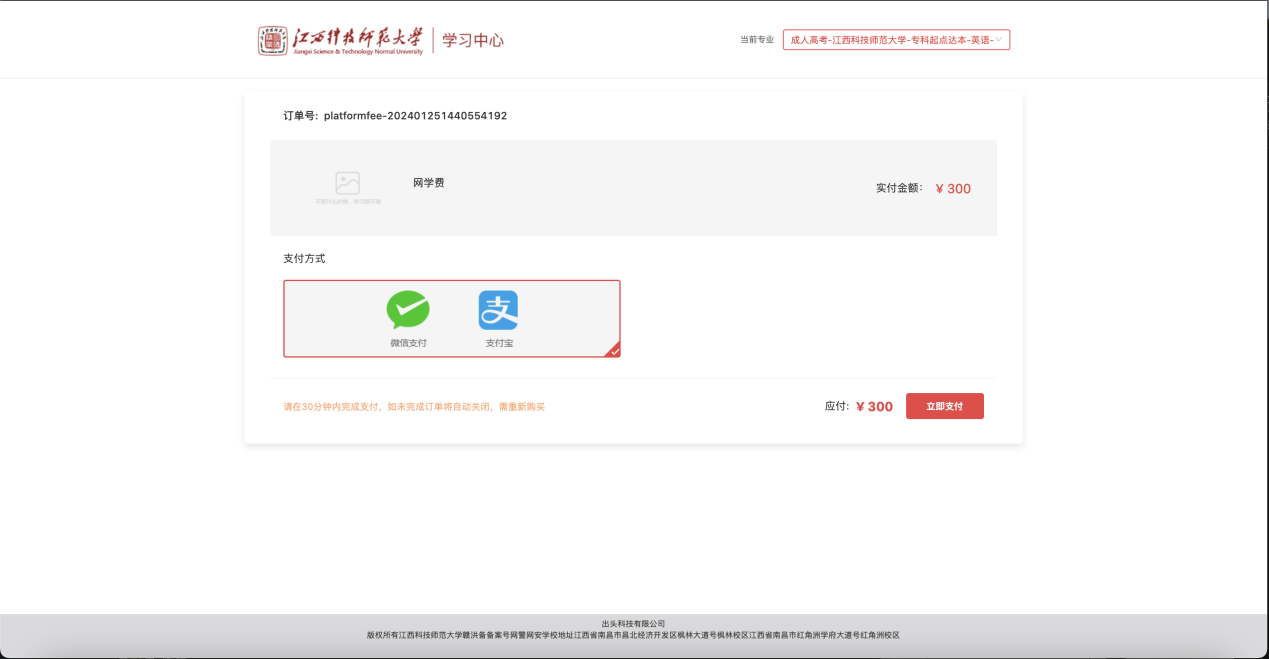 江西科技师范大学
Jiangxi Science & Technology Normal University
学习中心
当前专业
成人高考-江西科技师范大学-专科起点达本-英语-
订单号：platformfee-202401251440554192
网学费
实付金额：
¥ 300
支付方式
微信支付
支付宝
请在30分钟内完成支付，如未完成订单将自动关闭，需重新购买
应付：¥ 300
立即支付
出头科技有限公司
版权所有江西科技师范大学赣洪备备案号网警网安学校地址江西省南昌市昌北经济开发区枫林大道号枫林校区江西省南昌市红角洲学府大道号红角洲校区